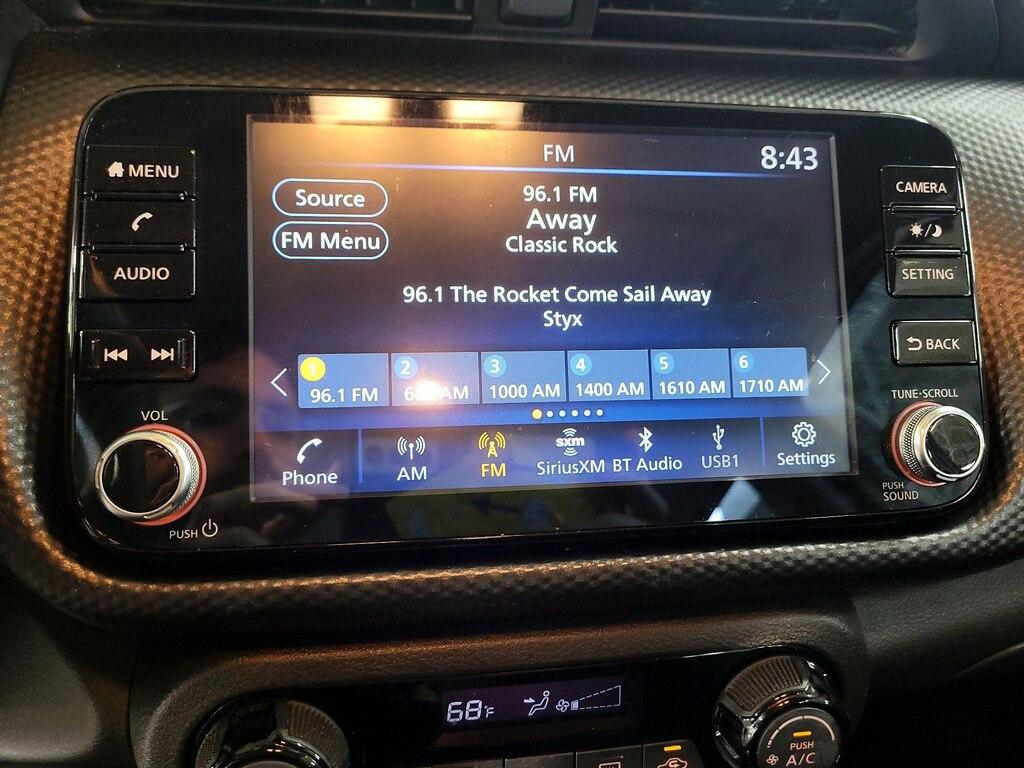 FM
8:43
MENU
AUDIO
VOL
PUSH
Source
FM Menu
96.1 FM
Away
Classic Rock
96.1 The Rocket Come Sail Away
Styx
1 2 3 4 5 6
96.1 FM AM 1000 AM 1400 AM 1610 AM 1710 AM
Phone AM FM SiriusXM BT Audio USB1 Settings
sxm
CAMERA
SETTING
BACK
TUNE·SCROLL
PUSH
SOUND
68°F
PUSH
A/C